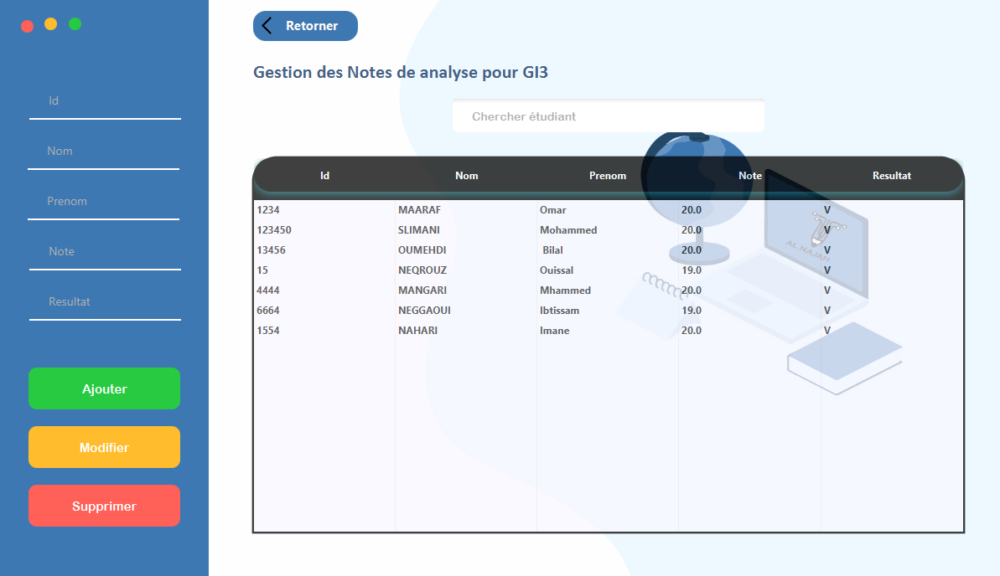 Retorner
Gestion des Notes de analyse pour GI3
Chercher étudiant
Id
Nom
Prenom
Note
Resultat
Ajouter
Modifier
Supprimer
Id Nom Prenom Note Resultat
1234 MAARAF Omar 20.0 V
123450 SLIMANI Mohammed 20.0 V
13456 OUMEHDI Bilal 20.0 V
15 NEQROUZ Ouissal 19.0 V
4444 MANGARI Mhammed 20.0 V
6664 NEGGAOUI Ibtissam 19.0 V
1554 NAHARI Imane 20.0 V
AL NAJAH